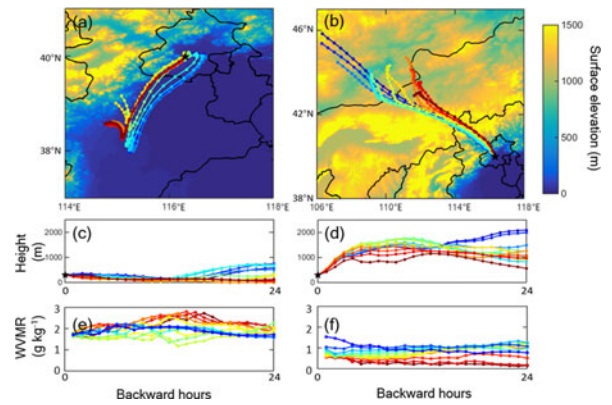 (a)
(b)
40°N
38°N
114°E
116°E
118°E
46°N
42°N
38°N
106°E
110°E
114°E
118°E
1500
1000
500
0
Surface elevation (m)
(c)
(d)
Height
(m)
2000
1000
0
2000
1000
0
0
24
0
24
(e)
(f)
WVMR
(g kg⁻¹)
3
2
1
0
3
2
1
0
0
24
0
24
Backward hours
Backward hours